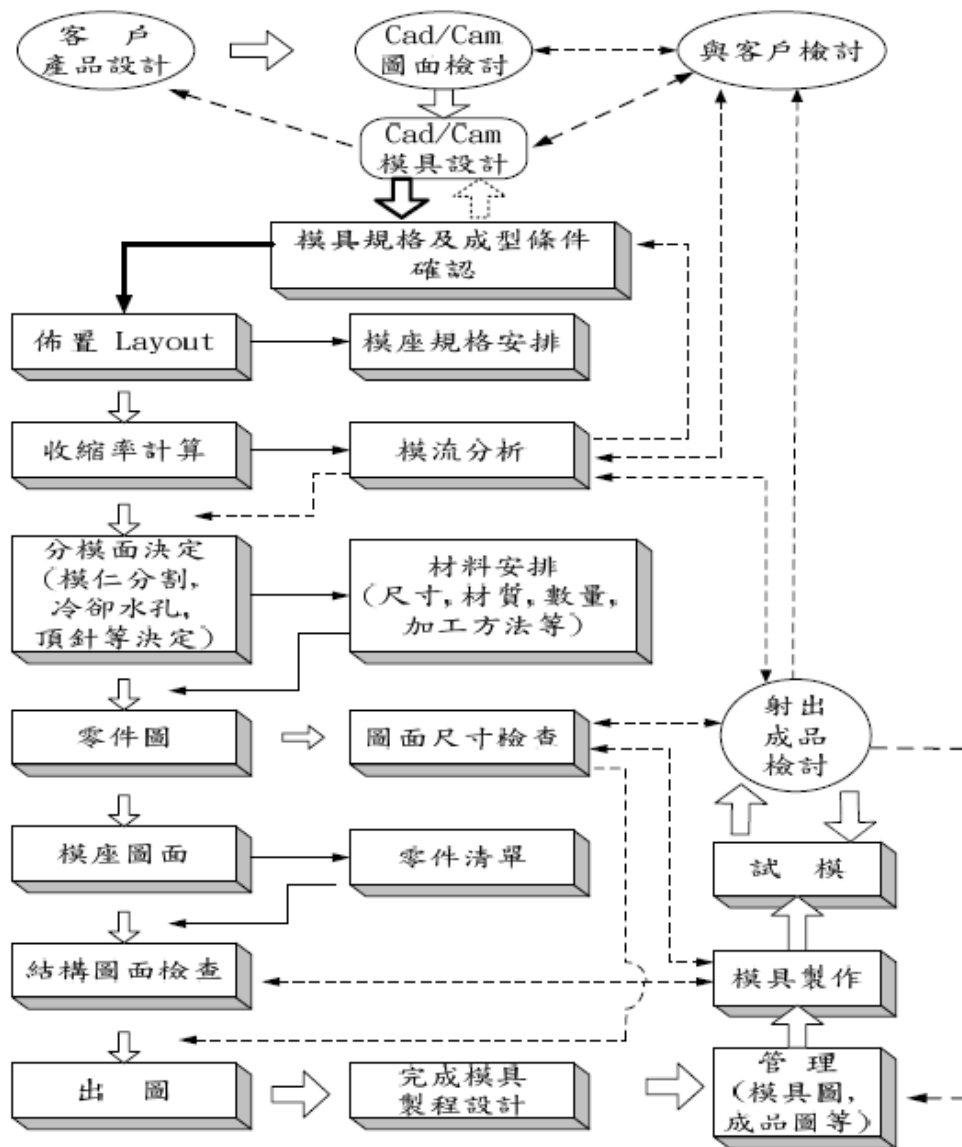 客 戶
產品設計
Cad/Cam
圖面檢討
與客戶檢討
Cad/Cam
模具設計
模具規格及成型條件
確認
佈置 Layout
模座規格安排
收縮率計算
模流分析
分模面決定
(模仁分割,
冷卻水孔,
頂針等決定)
材料安排
(尺寸,材質,數量,
加工方法等)
零件圖
圖面尺寸檢查
射出
成品
檢討
模座圖面
零件清單
試 模
結構圖面檢查
模具製作
出 圖
完成模具
製程設計
管理
(模具圖,
成品圖等)